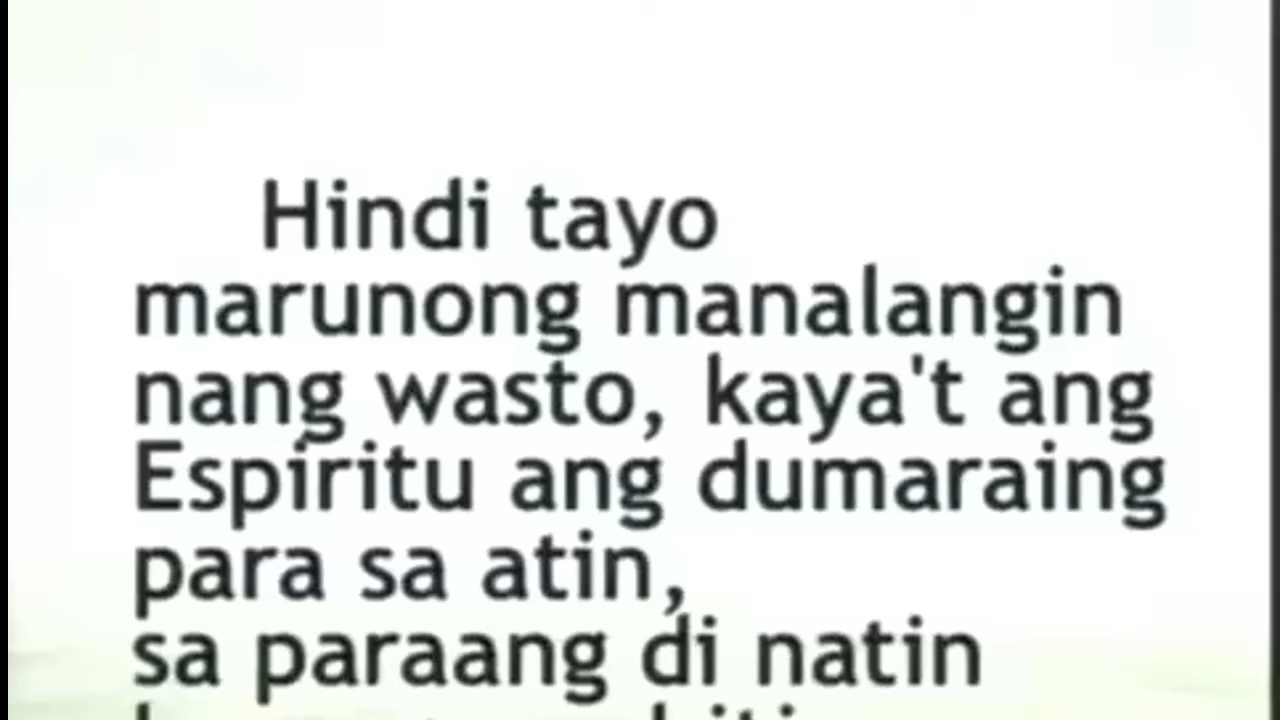 Hindi tayo
marunong manalangin
nang wasto, kaya't ang
Espiritu ang dumaraing
para sa atin,
sa paraang di natin